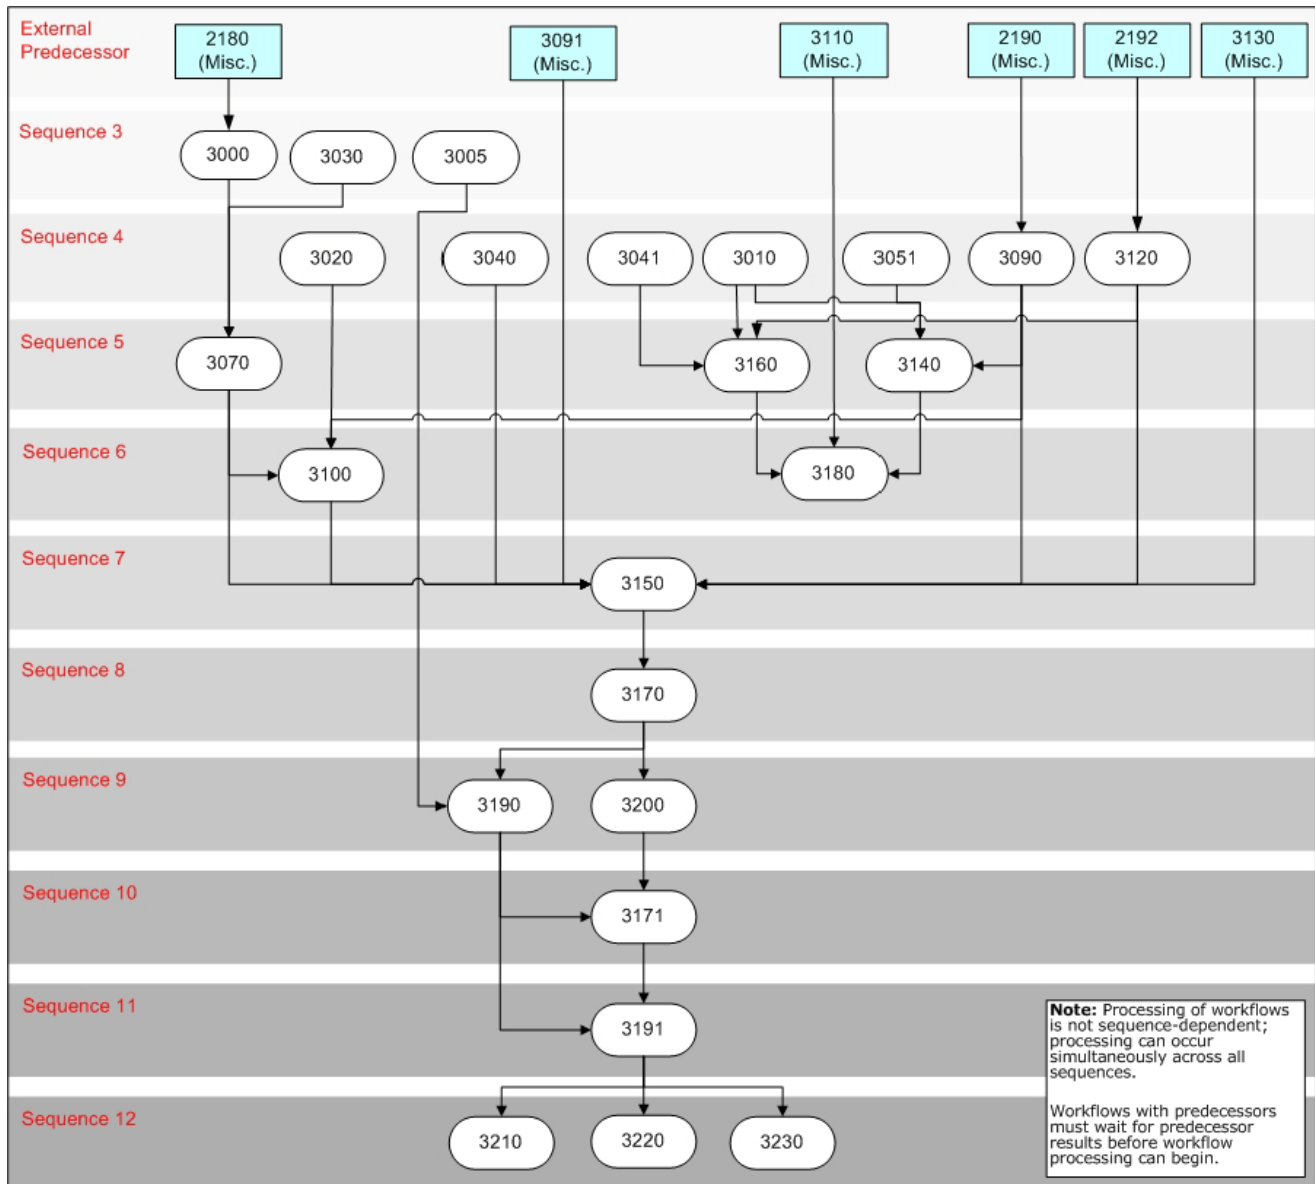 External
Predecessor
2180
(Misc.)
3091
(Misc.)
3110
(Misc.)
2190
(Misc.)
2192
(Misc.)
3130
(Misc.)
Sequence 3
3000
3030
3005
Sequence 4
3020
3040
3041
3010
3051
3090
3120
Sequence 5
3070
3160
3140
Sequence 6
3100
3180
Sequence 7
3150
Sequence 8
3170
Sequence 9
3190
3200
Sequence 10
3171
Sequence 11
3191
Sequence 12
3210
3220
3230
Note: Processing of workflows
is not sequence-dependent;
processing can occur
simultaneously across all
sequences.
Workflows with predecessors
must wait for predecessor
results before workflow
processing can begin.